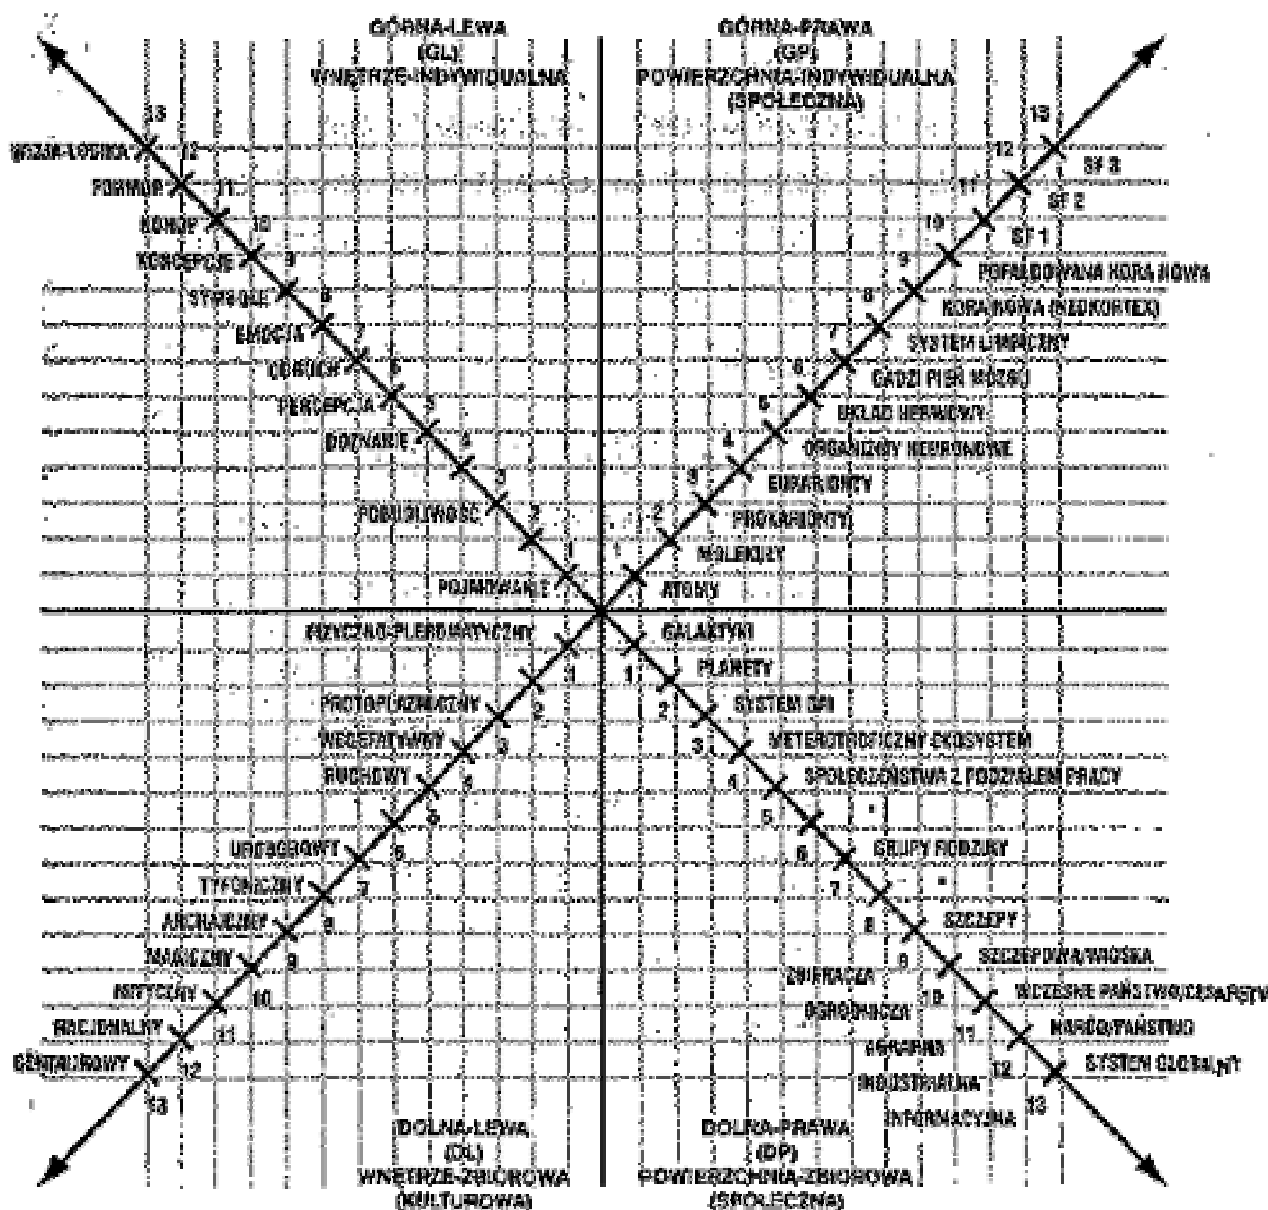 GÓRNA-LEWA
(GL)
WNĘTRZE-INDYWIDUALNA
GÓRNA-PRAWA
(GP)
POWIERZCHNIA-INDYWIDUALNA
(SPOŁECZNA)
13
12
FORMOP
11
KONOP
10
KONCEPCJE
9
SYMBOLE
8
EMOCJA
7
ODRUCH
6
PERCEPCJA
5
DOZNANIE
4
3
POBUDLIWOŚĆ
2
1
POJMOWANIE
13
SF 3
12
SF 2
11
SF 1
10
POFAŁDOWANA KORA NOWA
9
KORA NOWA (NEOKORTEX)
8
SYSTEM LIMBICZNY
7
GADZI PIEŃ MÓZGU
6
UKŁAD NERWOWY
5
ORGANIZMY NEURONOWE
4
EUKARIONTY
3
PROKARIONTY
2
MOLEKUŁY
1
ATOMY
FIZYCZNO-PLEROMATYCZNY
1
2
PROTOPLAZMICZNY
3
WEGETATYWNY
4
RUCHOWY
5
6
UROBOROWY
7
TYFONICZNY
8
ARCHAICZNY
9
MAGICZNY
10
MITYCZNY
11
RACJONALNY
12
CENTAUROWY
13
GALAKTYKI
1
PLANETY
2
SYSTEM GAI
3
HETEROTROFICZNY EKOSYSTEM
4
SPOŁECZEŃSTWA Z PODZIAŁEM PRACY
5
6
GRUPY RODZINY
7
8
SZCZEPY
9
SZCZEPOWA/WIOSKA
ZBIERACZA
10
WCZESNE PAŃSTWO/CESARSTW
OGRODNICZA
11
NARÓD/PAŃSTWO
AGRARNA
12
SYSTEM GLOBALNY
INDUSTRIALNA
13
INFORMACYJNA
DOLNA-LEWA
(DL)
WNĘTRZE-ZBIOROWA
(KULTUROWA)
DOLNA-PRAWA
(DP)
POWIERZCHNIA-ZBIOROWA
(SPOŁECZNA)